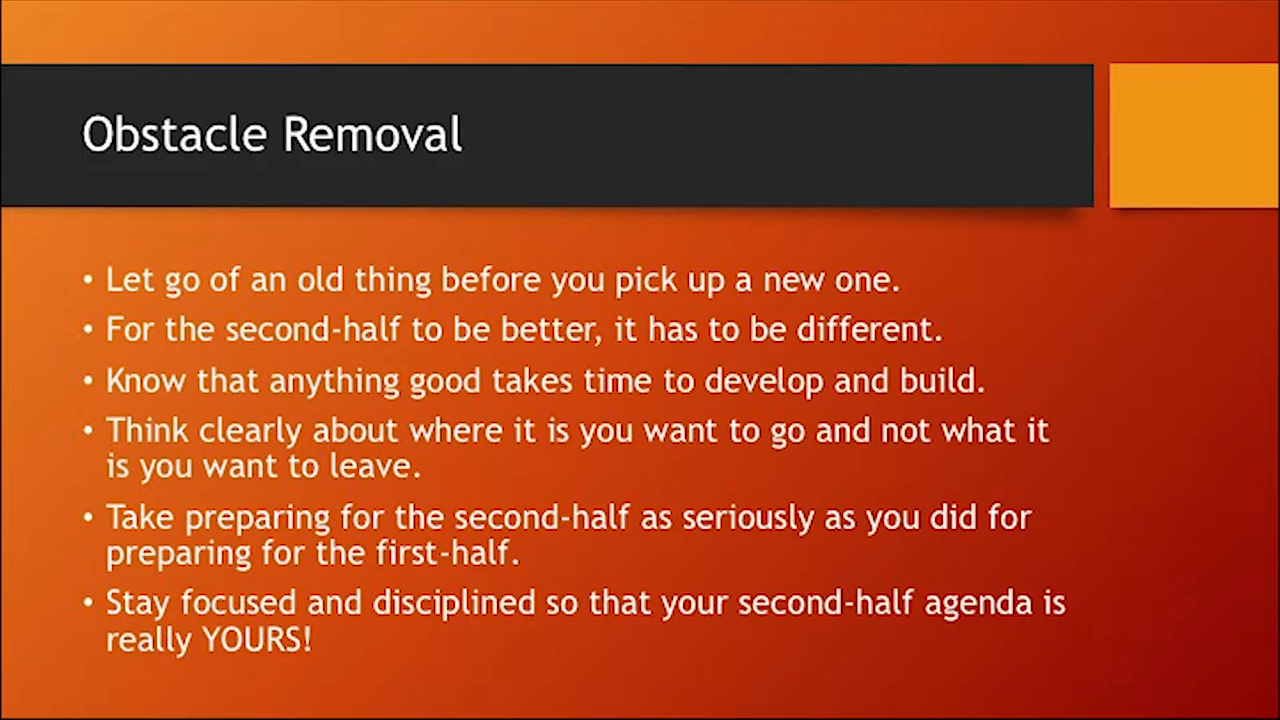 Obstacle Removal
• Let go of an old thing before you pick up a new one.
• For the second-half to be better, it has to be different.
• Know that anything good takes time to develop and build.
• Think clearly about where it is you want to go and not what it
is you want to leave.
• Take preparing for the second-half as seriously as you did for
preparing for the first-half.
• Stay focused and disciplined so that your second-half agenda is
really YOURS!